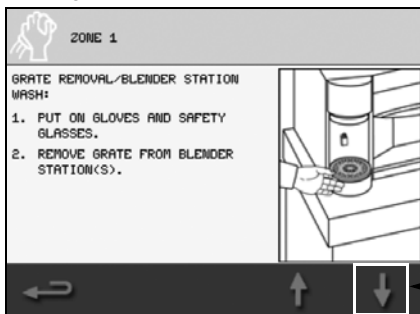 ZONE 1
GRATE REMOVAL/BLENDER STATION
WASH:
1. PUT ON GLOVES AND SAFETY
GLASSES.
2. REMOVE GRATE FROM BLENDER
STATION(S).